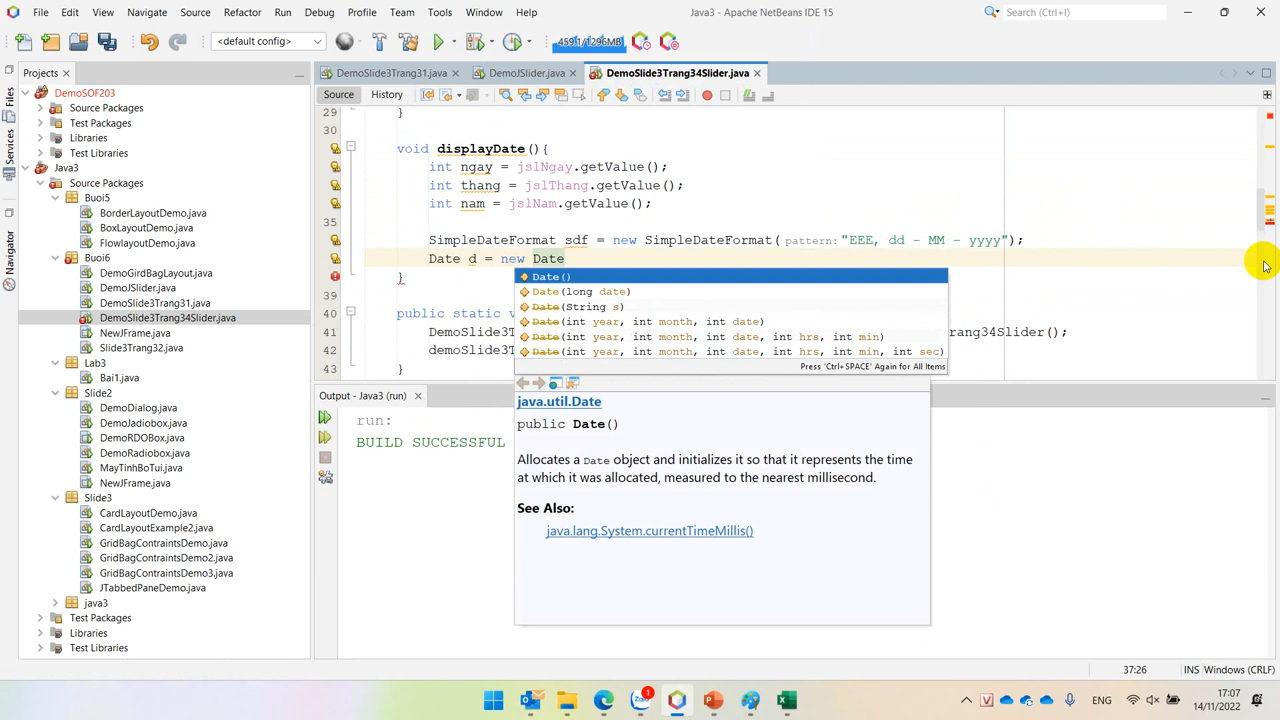 File Edit View Navigate Source Refactor Run Debug Profile Team Tools Window Help
Java3 - Apache NetBeans IDE 15
Search (Ctrl+I)
<default config>
459.1/1296MB
Projects
DemoSlide3Trang31.java
DemoJSlider.java
DemoSlide3Trang34Slider.java
Source History
Files
Services
Navigator
DemoSOF203
Source Packages
Test Packages
Libraries
Test Libraries
Java3
Source Packages
Buoi5
BorderLayoutDemo.java
BoxLayoutDemo.java
FlowlayoutDemo.java
Buoi6
DemoGirdBagLayout.java
DemoJSlider.java
DemoSlide3Trang31.java
DemoSlide3Trang34Slider.java
NewJFrame.java
Slide3Trang32.java
Lab3
Bai1.java
Slide2
DemoDialog.java
DemoJadiobox.java
DemoRDOBox.java
DemoRadiobox.java
MayTinhBoTui.java
NewJFrame.java
Slide3
CardLayoutDemo.java
CardLayoutExample2.java
GridBagContraintsDemo.java
GridBagContraintsDemo2.java
GridBagContraintsDemo3.java
JTabbedPaneDemo.java
java3
Test Packages
Libraries
Test Libraries
29 }
30
void displayDate(){
int ngay = jslNgay.getValue();
int thang = jslThang.getValue();
int nam = jslNam.getValue();
35
SimpleDateFormat sdf = new SimpleDateFormat(pattern:"EEE, dd - MM - yyyy");
Date d = new Date
}
39
40 public static v
41 DemoSlide3T rang34Slider();
42 demoSlide3T
43 }
Date()
Date(long date)
Date(String s)
Date(int year, int month, int date)
Date(int year, int month, int date, int hrs, int min)
Date(int year, int month, int date, int hrs, int min, int sec)
Press 'Ctrl+SPACE' Again for All Items
java.util.Date
public Date()
Allocates a Date object and initializes it so that it represents the time
at which it was allocated, measured to the nearest millisecond.
See Also:
java.lang.System.currentTimeMillis()
Output - Java3 (run)
run:
BUILD SUCCESSFUL
37:26 INS Windows (CRLF)
Zalo
1
ENG
17:07
14/11/2022